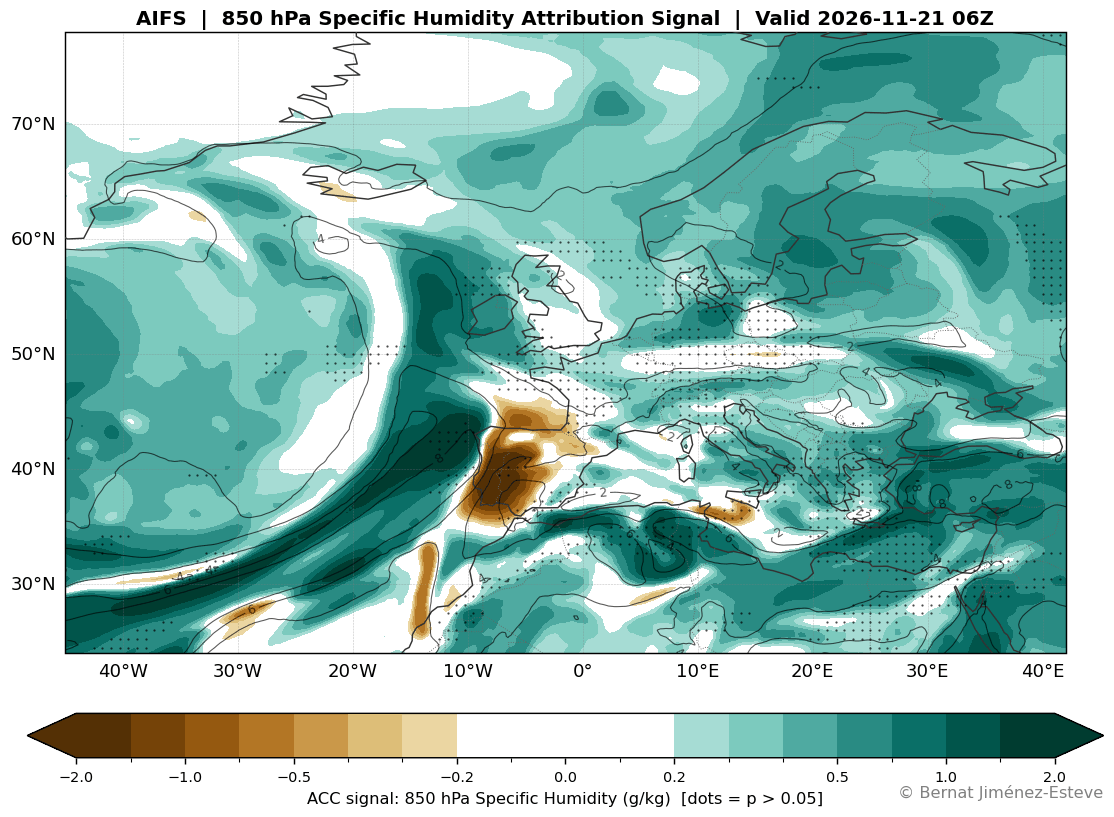 AIFS | 850 hPa Specific Humidity Attribution Signal | Valid 2026-11-21 06Z
70°N
60°N
50°N
40°N
30°N
40°W
30°W
20°W
10°W
0°
10°E
20°E
30°E
40°E
−2.0
−1.0
−0.5
−0.2
0.0
0.2
0.5
1.0
2.0
ACC signal: 850 hPa Specific Humidity (g/kg) [dots = p > 0.05]
© Bernat Jiménez-Esteve